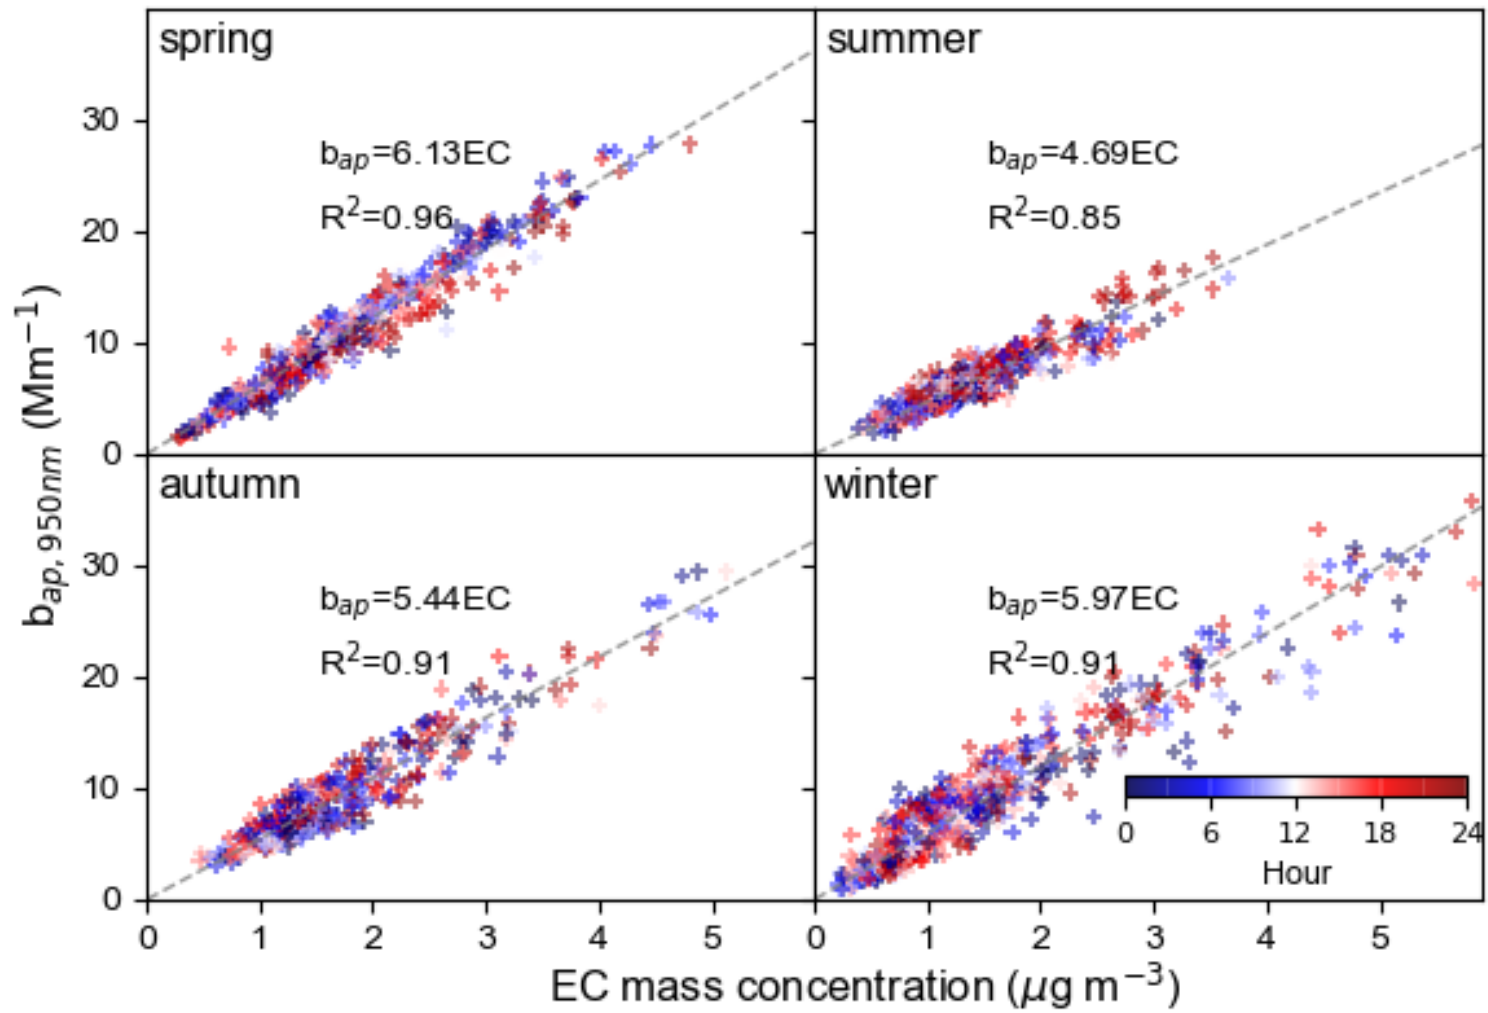 spring
summer
b_ap=6.13EC
R²=0.96
b_ap=4.69EC
R²=0.85
30
20
10
0
autumn
winter
b_ap=5.44EC
R²=0.91
b_ap=5.97EC
R²=0.91
30
20
10
0
0 6 12 18 24
Hour
0 1 2 3 4 5 0 1 2 3 4 5
EC mass concentration (μg m⁻³)
b_ap,950nm (Mm⁻¹)